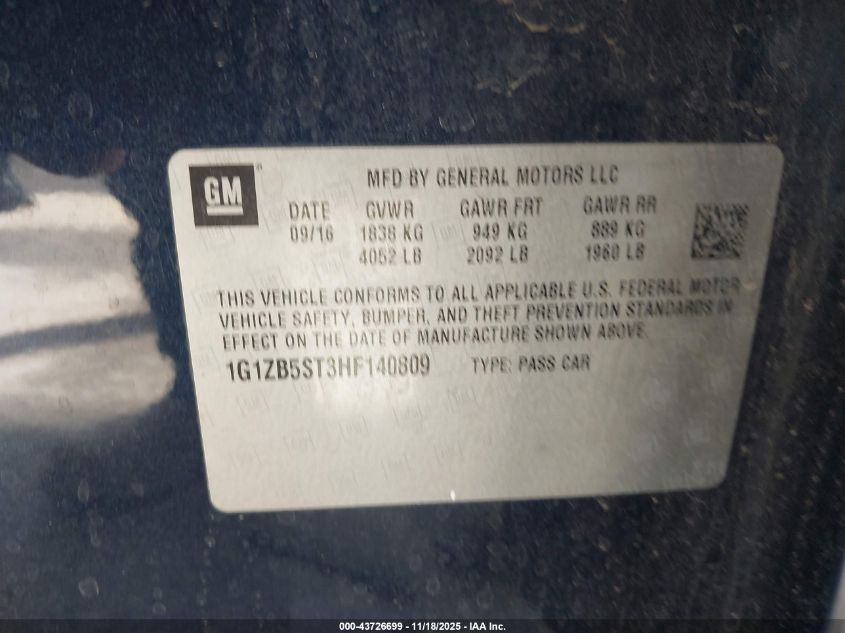 GM
MFD BY GENERAL MOTORS LLC
DATE GVWR GAWR FRT GAWR RR
09/16 1838 KG 949 KG 889 KG
4052 LB 2092 LB 1960 LB
THIS VEHICLE CONFORMS TO ALL APPLICABLE U.S. FEDERAL MOTOR
VEHICLE SAFETY, BUMPER, AND THEFT PREVENTION STANDARDS IN
EFFECT ON THE DATE OF MANUFACTURE SHOWN ABOVE.
1G1ZB5ST3HF140809 TYPE: PASS CAR
000-43726699 | 11/18/2025 - IAA Inc.